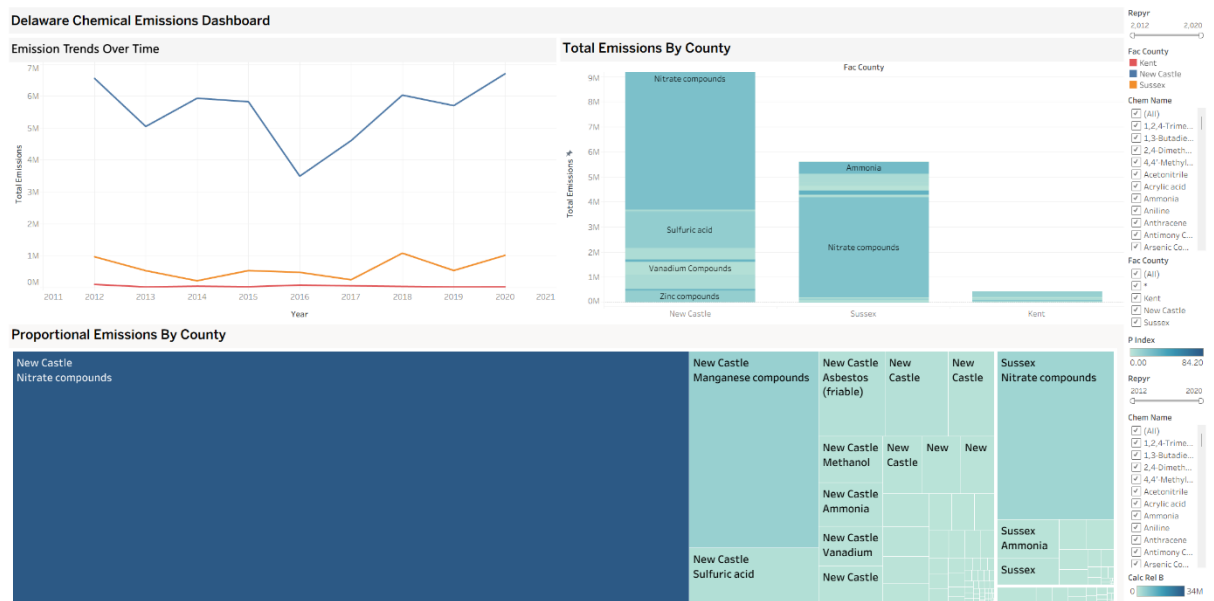 Delaware Chemical Emissions Dashboard
Emission Trends Over Time
7M
6M
5M
4M
3M
2M
1M
0M
Total Emissions
2011 2012 2013 2014 2015 2016 2017 2018 2019 2020 2021
Year
Total Emissions By County
Fac County
9M
8M
7M
6M
5M
4M
3M
2M
1M
0M
Total Emissions
Nitrate compounds
Sulfuric acid
Vanadium Compounds
Zinc compounds
Ammonia
Nitrate compounds
New Castle Sussex Kent
Proportional Emissions By County
New Castle
Nitrate compounds
New Castle
Manganese compounds
New Castle
Sulfuric acid
New Castle
Asbestos
(friable)
New
Castle
New
Castle
New Castle
Methanol
New
Castle
New
New
New Castle
Ammonia
New Castle
Vanadium
New Castle
Sussex
Nitrate compounds
Sussex
Ammonia
Sussex
Repyr
2,012 2,020
Fac County
Kent
New Castle
Sussex
Chem Name
(All)
1,2,4-Trime...
1,3-Butadie...
2,4-Dimeth...
4,4'-Methyl...
Acetonitrile
Acrylic acid
Ammonia
Aniline
Anthracene
Antimony C...
Arsenic Co...
Fac County
(All)
*
Kent
New Castle
Sussex
P Index
0.00 84.20
Repyr
2012 2020
Chem Name
(All)
1,2,4-Trime...
1,3-Butadie...
2,4-Dimeth...
4,4'-Methyl...
Acetonitrile
Acrylic acid
Ammonia
Aniline
Anthracene
Antimony C...
Arsenic Co...
Calc Rel B
0 34M